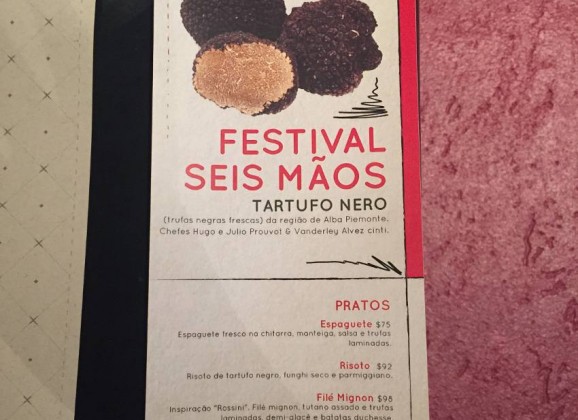 FESTIVAL
SEIS MÃOS
TARTUFO NERO
(trufas negras frescas) da região de Alba Piemonte.
Chefes Hugo e Julio Prouvot & Vanderley Alvez cinti.
PRATOS
Espaguete $75
Espaguete fresco na chitarra, manteiga, salsa e trufas
laminadas.
Risoto $92
Risoto de tartufo negro, funghi seco e parmiggiano.
Filé Mignon $98
Inspiração "Rossini". Filé mignon, tutano assado e trufas
laminadas, demi-glacê e batatas duchesse